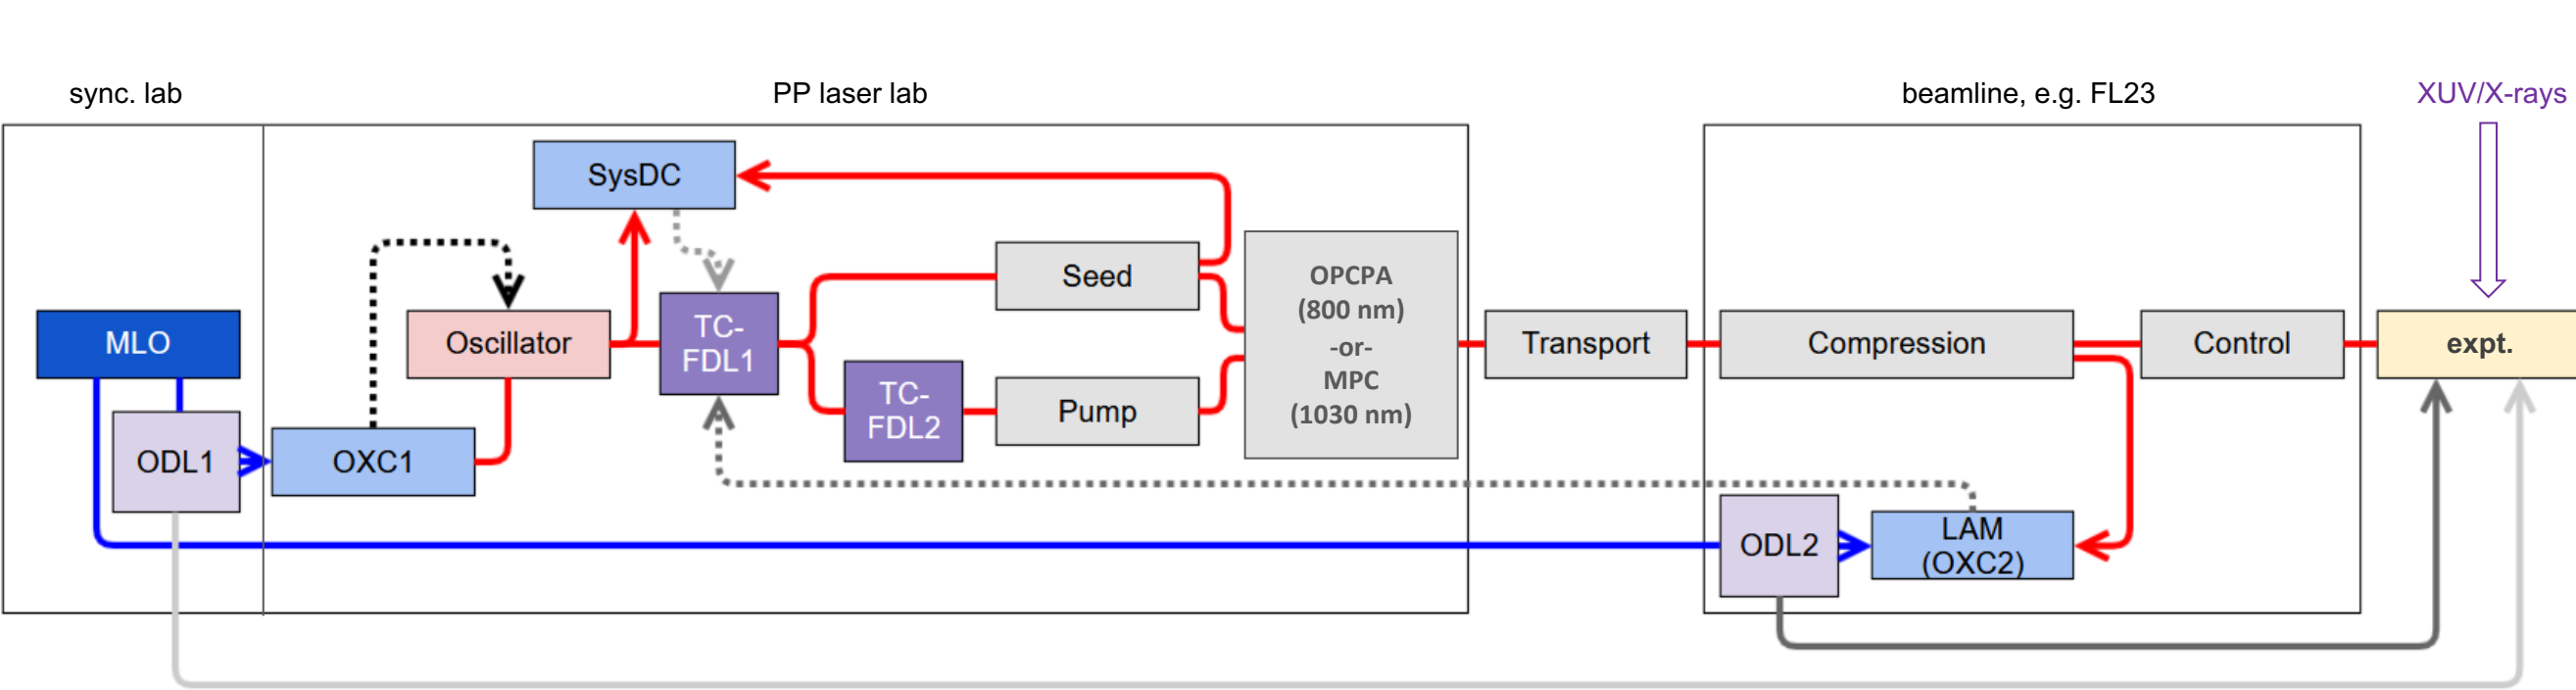 sync. lab
PP laser lab
beamline, e.g. FL23
XUV/X-rays
SysDC
Seed
OPCPA
(800 nm)
-or-
MPC
(1030 nm)
MLO
Oscillator
TC-
FDL1
Transport
Compression
Control
expt.
TC-
FDL2
Pump
ODL1
OXC1
ODL2
LAM
(OXC2)